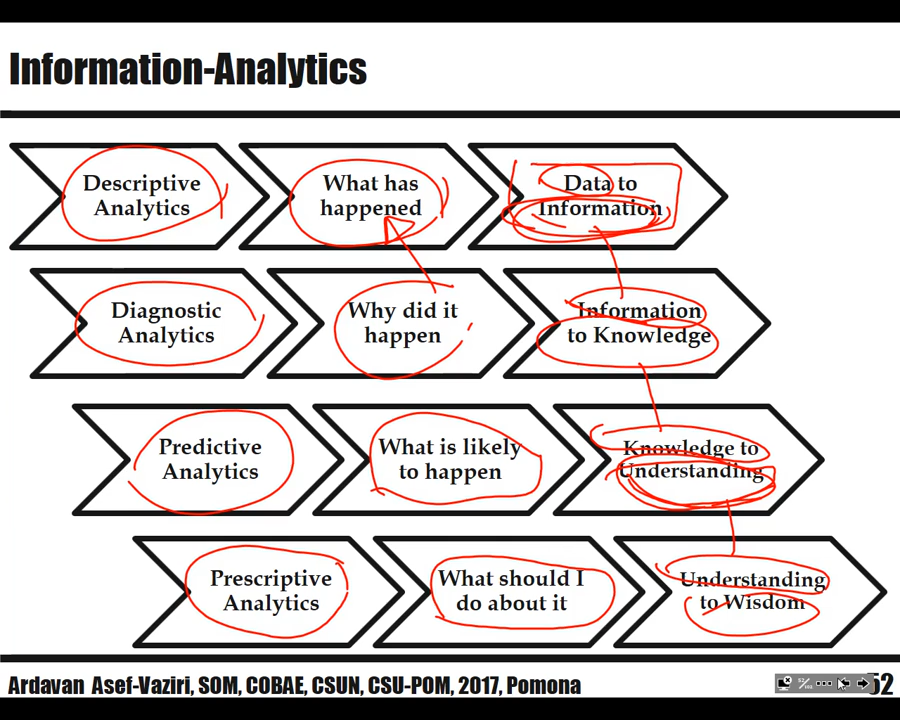 Information-Analytics
Descriptive
Analytics
What has
happened
Data to
Information
Diagnostic
Analytics
Why did it
happen
Information
to Knowledge
Predictive
Analytics
What is likely
to happen
Knowledge to
Understanding
Prescriptive
Analytics
What should I
do about it
Understanding
to Wisdom
Ardavan Asef-Vaziri, SOM, COBAE, CSUN, CSU-POM, 2017, Pomona
52